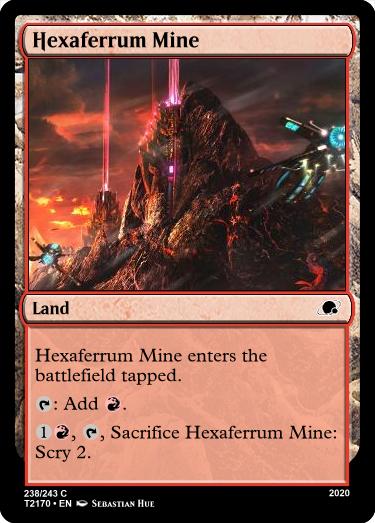 Hexaferrum Mine
Land
Hexaferrum Mine enters the
battlefield tapped.
: Add .
1 , , Sacrifice Hexaferrum Mine:
Scry 2.
238/243 C
2020
T2170 • EN Sebastian Hue